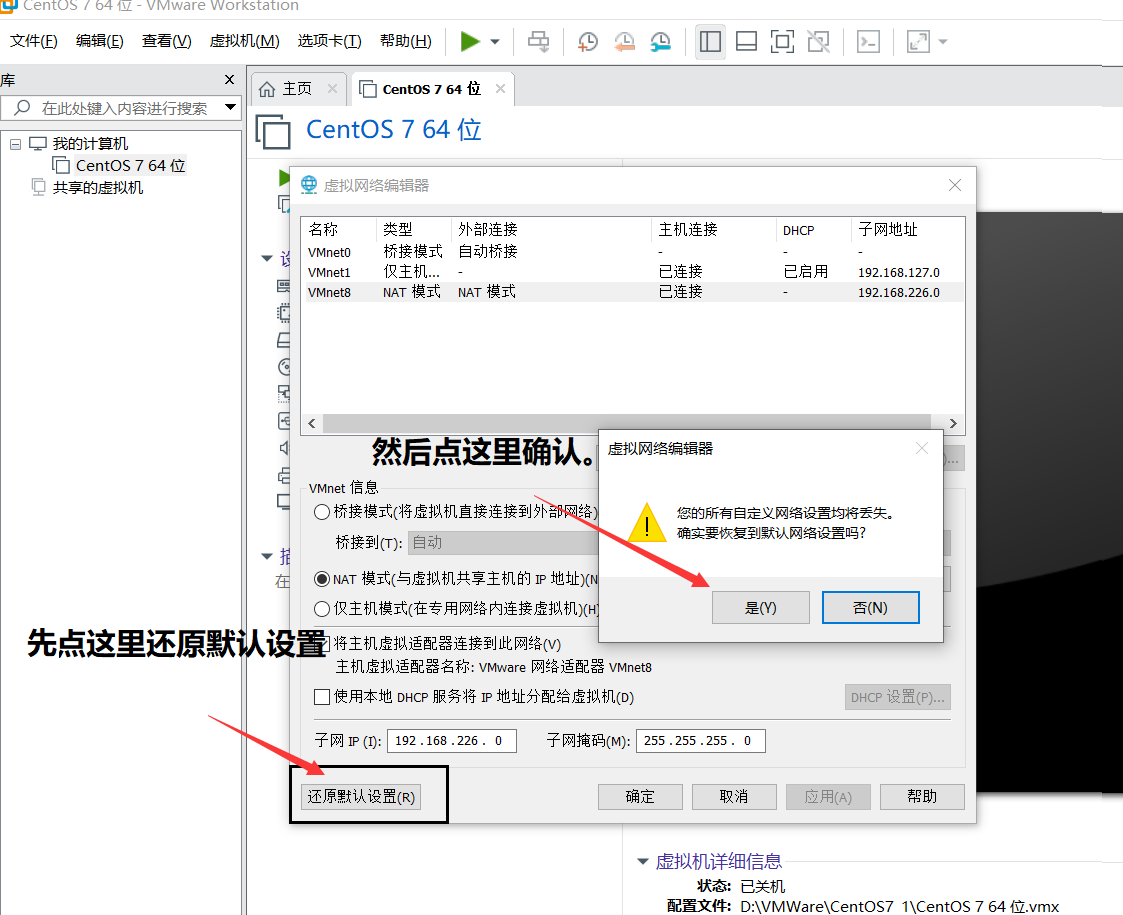 CentOS 7 64 位 - VMware Workstation
文件(F) 编辑(E) 查看(V) 虚拟机(M) 选项卡(T) 帮助(H)
库
在此处键入内容进行搜索
我的计算机
CentOS 7 64 位
共享的虚拟机
主页
CentOS 7 64 位
CentOS 7 64 位
虚拟网络编辑器
名称 类型 外部连接 主机连接 DHCP 子网地址
VMnet0 桥接模式 自动桥接 - - -
VMnet1 仅主机... - 已连接 已启用 192.168.127.0
VMnet8 NAT 模式 NAT 模式 已连接 - 192.168.226.0
然后点这里确认。
虚拟网络编辑器
您的所有自定义网络设置均将丢失。
确实要恢复到默认网络设置吗?
是(Y) 否(N)
VMnet 信息
桥接模式(将虚拟机直接连接到外部网络)
桥接到(T): 自动
NAT 模式(与虚拟机共享主机的 IP 地址)(N
仅主机模式(在专用网络内连接虚拟机)(H)
先点这里还原默认设置
将主机虚拟适配器连接到此网络(V)
主机虚拟适配器名称: VMware 网络适配器 VMnet8
使用本地 DHCP 服务将 IP 地址分配给虚拟机(D)
DHCP 设置(P)...
子网 IP (I): 192.168.226. 0 子网掩码(M): 255.255.255. 0
还原默认设置(R) 确定 取消 应用(A) 帮助
虚拟机详细信息
状态: 已关机
配置文件: D:\VMWare\CentOS7_1\CentOS 7 64 位.vmx